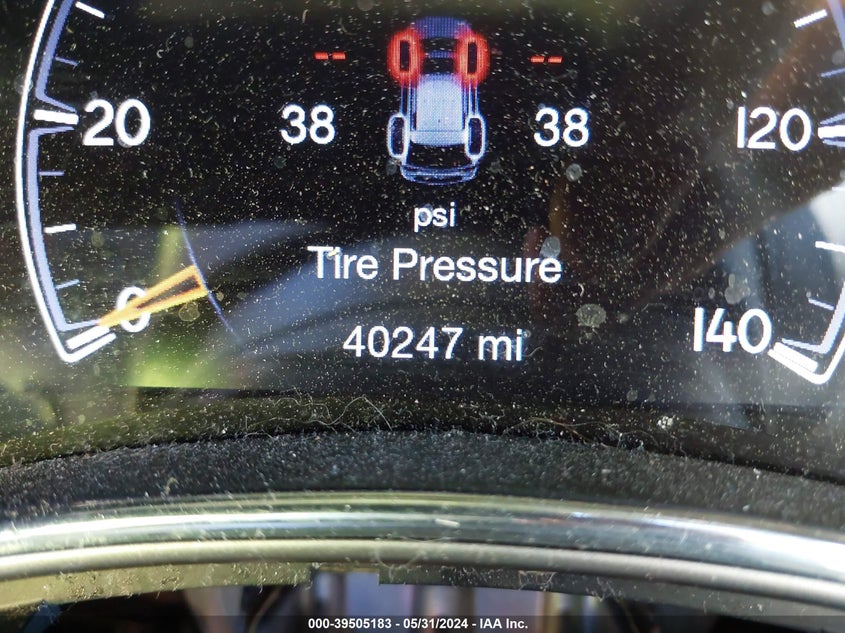 -- --
20 38 38 120
psi
Tire Pressure
0
40247 mi 140
000-39505183 - 05/31/2024 - IAA Inc.